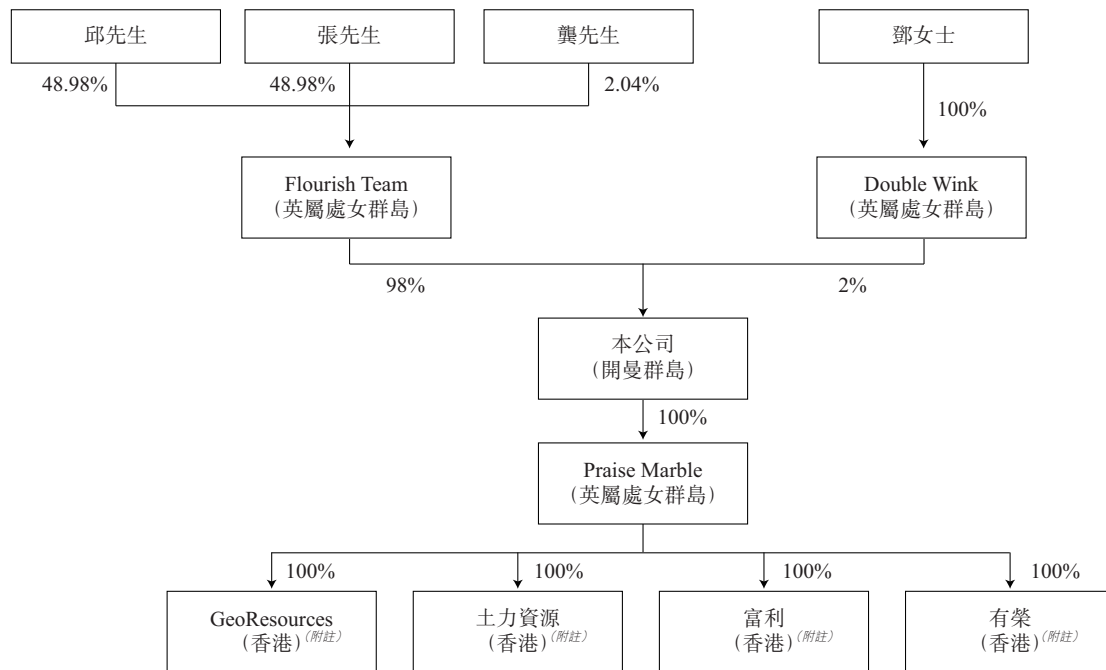 邱先生
張先生
龔先生
鄧女士
48.98%
48.98%
2.04%
100%
Flourish Team
（英屬處女群島）
Double Wink
（英屬處女群島）
98%
2%
本公司
（開曼群島）
100%
Praise Marble
（英屬處女群島）
100%
100%
100%
100%
GeoResources
（香港）（附註）
土力資源
（香港）（附註）
富利
（香港）（附註）
有榮
（香港）（附註）